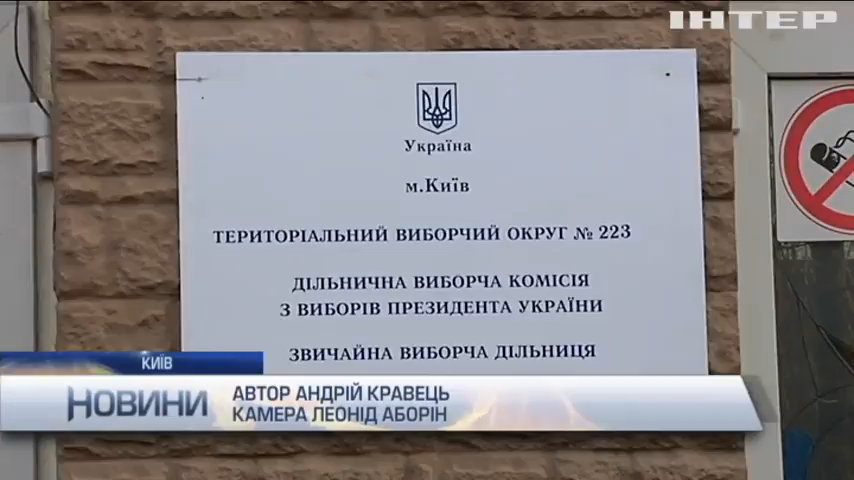 ІНТЕР
Україна
м.Київ
ТЕРИТОРІАЛЬНИЙ ВИБОРЧИЙ ОКРУГ № 223
ДІЛЬНИЧНА ВИБОРЧА КОМІСІЯ
З ВИБОРІВ ПРЕЗИДЕНТА УКРАЇНИ
ЗВИЧАЙНА ВИБОРЧА ДІЛЬНИЦЯ
КИЇВ
НОВИНИ
АВТОР АНДРІЙ КРАВЕЦЬ
КАМЕРА ЛЕОНІД АБОРІН